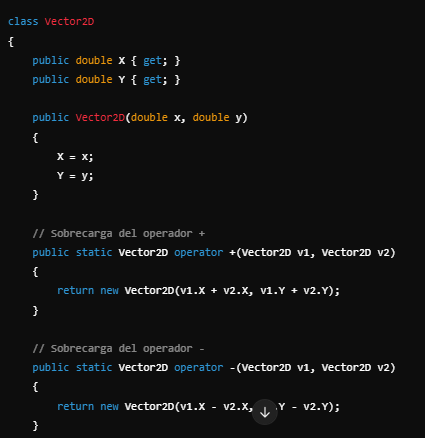 class Vector2D
{
    public double X { get; }
    public double Y { get; }
    public Vector2D(double x, double y)
    {
        X = x;
        Y = y;
    }
    // Sobrecarga del operador +
    public static Vector2D operator +(Vector2D v1, Vector2D v2)
    {
        return new Vector2D(v1.X + v2.X, v1.Y + v2.Y);
    }
    // Sobrecarga del operador -
    public static Vector2D operator -(Vector2D v1, Vector2D v2)
    {
        return new Vector2D(v1.X - v2.X, .Y - v2.Y);
    }